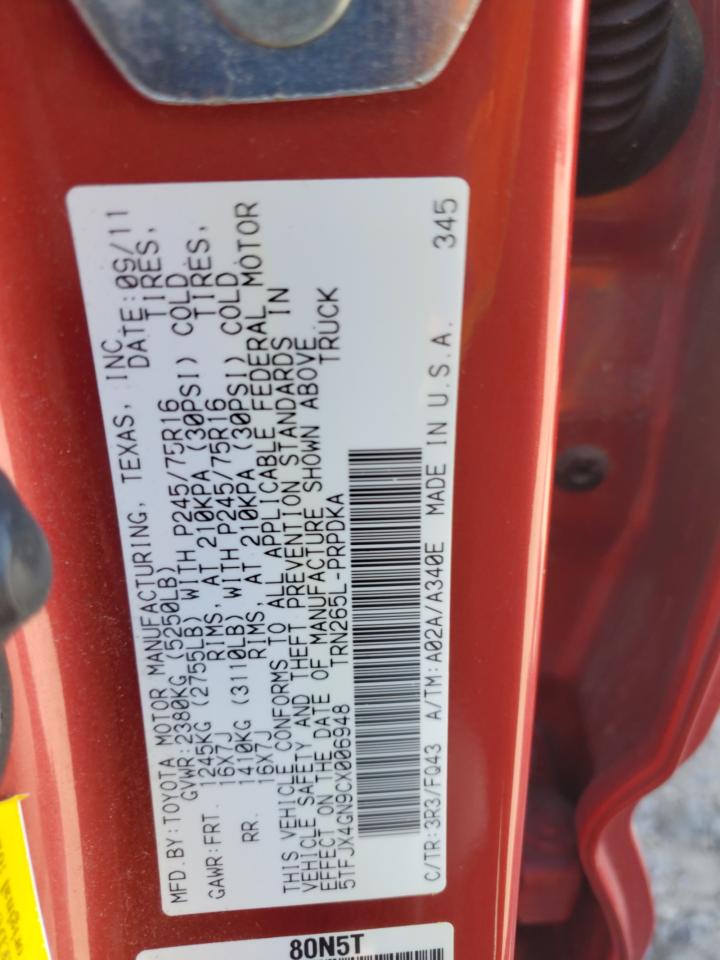 MFD.BY:TOYOTA MOTOR MANUFACTURING, TEXAS, INC.
GVWR:2380KG (5250LB) DATE:09/11
GAWR:FRT. 1245KG (2755LB) WITH P245/75R16 TIRES,
16X7J RIMS, AT 210KPA (30PSI) COLD
RR. 1410KG (3110LB) WITH P245/75R16 TIRES,
16X7J RIMS, AT 210KPA (30PSI) COLD
THIS VEHICLE CONFORMS TO ALL APPLICABLE FEDERAL MOTOR
VEHICLE SAFETY AND THEFT PREVENTION STANDARDS IN
EFFECT ON THE DATE OF MANUFACTURE SHOWN ABOVE.
5TFJX4GN9CX006948 TRN265L-PRPDKA TRUCK
C/TR:3R3/FQ43 A/TM:A02A/A340E MADE IN U.S.A. 345
80N5T